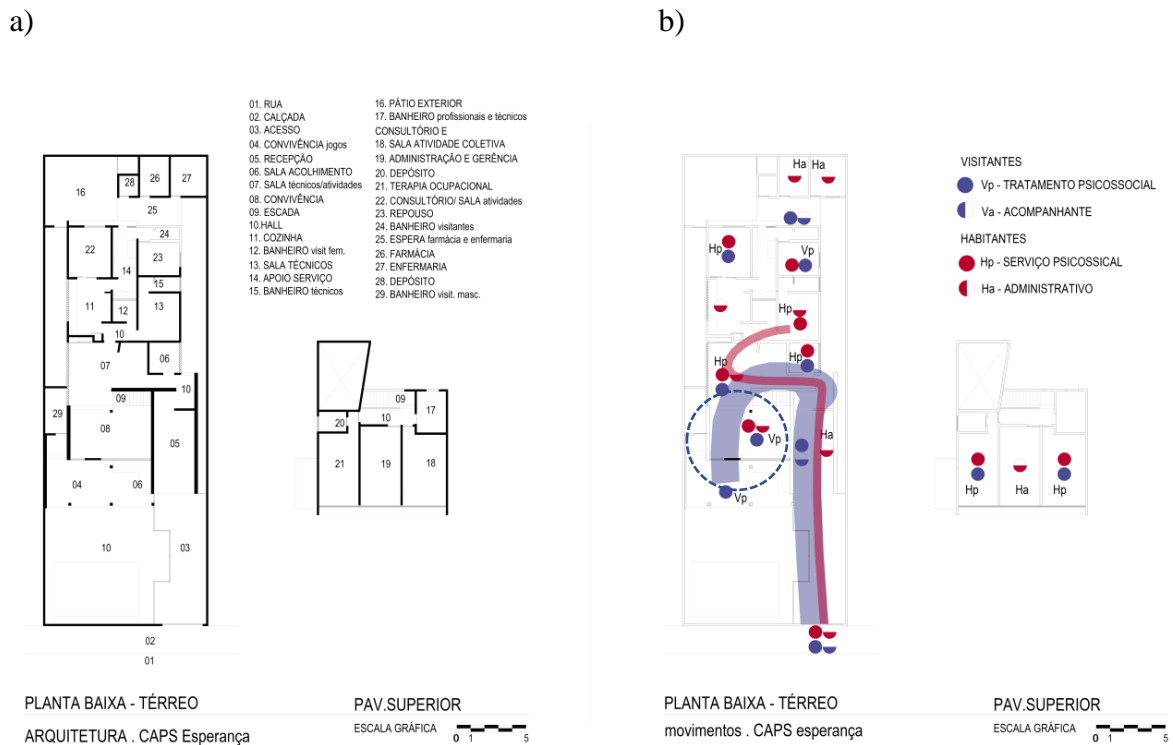 a)
01. RUA
02. CALÇADA
03. ACESSO
04. CONVIVÊNCIA jogos
05. RECEPÇÃO
06. SALA ACOLHIMENTO
07. SALA técnicos/atividades
08. CONVIVÊNCIA
09. ESCADA
10.HALL
11. COZINHA
12. BANHEIRO visit fem.
13. SALA TÉCNICOS
14. APOIO SERVIÇO
15. BANHEIRO técnicos
16. PÁTIO EXTERIOR
17. BANHEIRO profissionais e técnicos
CONSULTÓRIO E
18. SALA ATIVIDADE COLETIVA
19. ADMINISTRAÇÃO E GERÊNCIA
20. DEPÓSITO
21. TERAPIA OCUPACIONAL
22. CONSULTÓRIO/ SALA atividades
23. REPOUSO
24. BANHEIRO visitantes
25. ESPERA farmácia e enfermaria
26. FARMÁCIA
27. ENFERMARIA
28. DEPÓSITO
29. BANHEIRO visit. masc.
16
28
26
27
25
24
22
14
23
15
11
12
13
10
07
06
10
09
29
08
05
04
06
10
03
02
01
09
17
20
10
21
19
18
PLANTA BAIXA - TÉRREO
PAV.SUPERIOR
ARQUITETURA . CAPS Esperança
ESCALA GRÁFICA
0 1 5
b)
VISITANTES
Vp - TRATAMENTO PSICOSSOCIAL
Va - ACOMPANHANTE
HABITANTES
Hp - SERVIÇO PSICOSSICAL
Ha - ADMINISTRATIVO
Ha
Ha
Hp
Vp
Hp
Hp
Hp
Vp
Ha
Vp
Hp
Ha
Hp
PLANTA BAIXA - TÉRREO
PAV.SUPERIOR
movimentos . CAPS esperança
ESCALA GRÁFICA
0 1 5